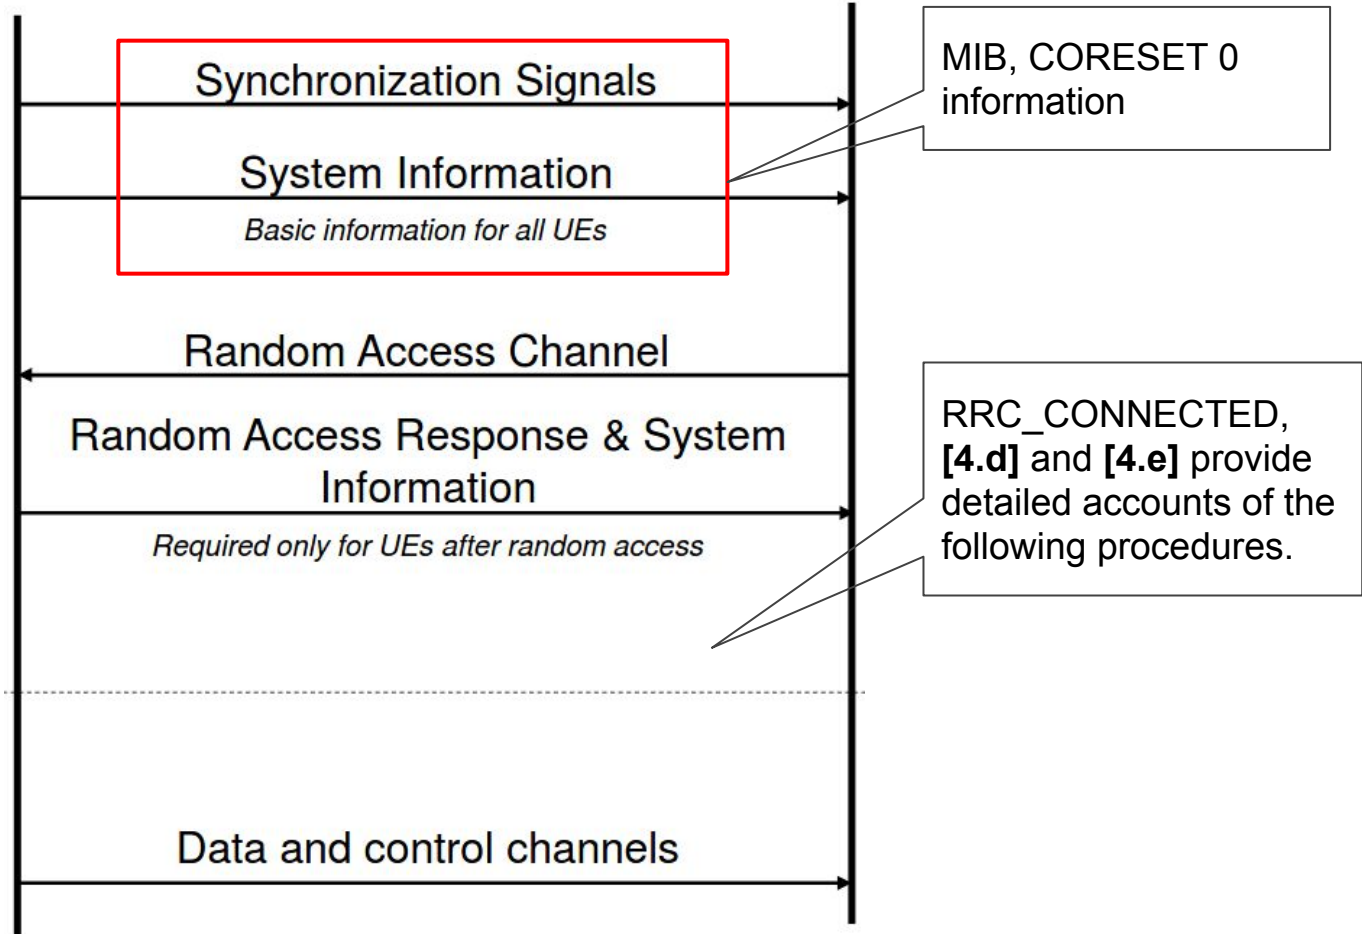 Synchronization Signals
MIB, CORESET 0
information
System Information
Basic information for all UEs
Random Access Channel
Random Access Response & System
Information
Required only for UEs after random access
RRC_CONNECTED,
[4.d] and [4.e] provide
detailed accounts of the
following procedures.
Data and control channels